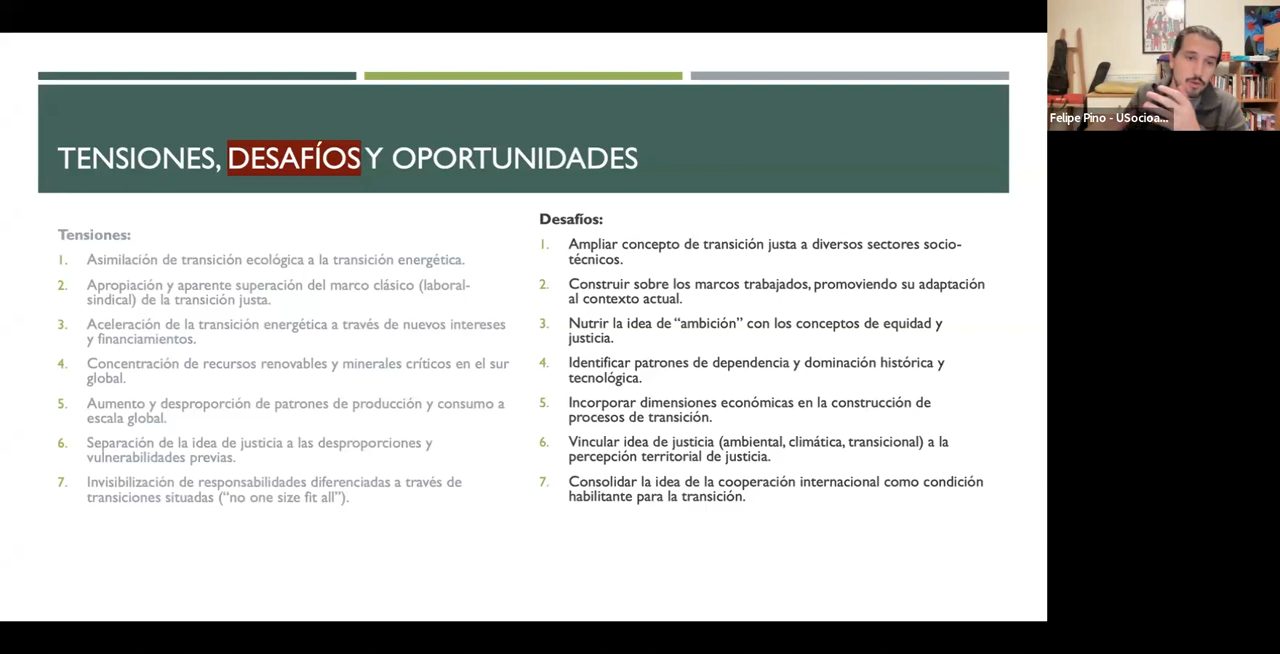 TENSIONES, DESAFÍOS Y OPORTUNIDADES
Tensiones:
1. Asimilación de transición ecológica a la transición energética.
2. Apropiación y aparente superación del marco clásico (laboral-
sindical) de la transición justa.
3. Aceleración de la transición energética a través de nuevos intereses
y financiamientos.
4. Concentración de recursos renovables y minerales críticos en el sur
global.
5. Aumento y desproporción de patrones de producción y consumo a
escala global.
6. Separación de la idea de justicia a las desproporciones y
vulnerabilidades previas.
7. Invisibilización de responsabilidades diferenciadas a través de
transiciones situadas (“no one size fit all”).
Desafíos:
1. Ampliar concepto de transición justa a diversos sectores socio-
técnicos.
2. Construir sobre los marcos trabajados, promoviendo su adaptación
al contexto actual.
3. Nutrir la idea de “ambición” con los conceptos de equidad y
justicia.
4. Identificar patrones de dependencia y dominación histórica y
tecnológica.
5. Incorporar dimensiones económicas en la construcción de
procesos de transición.
6. Vincular idea de justicia (ambiental, climática, transicional) a la
percepción territorial de justicia.
7. Consolidar la idea de la cooperación internacional como condición
habilitante para la transición.
Felipe Pino - USocioa...